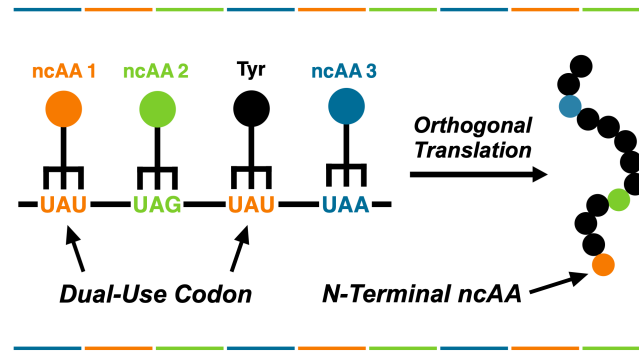 ncAA 1 ncAA 2 Tyr ncAA 3
Orthogonal
Translation
UAU UAG UAU UAA
Dual-Use Codon
N-Terminal ncAA